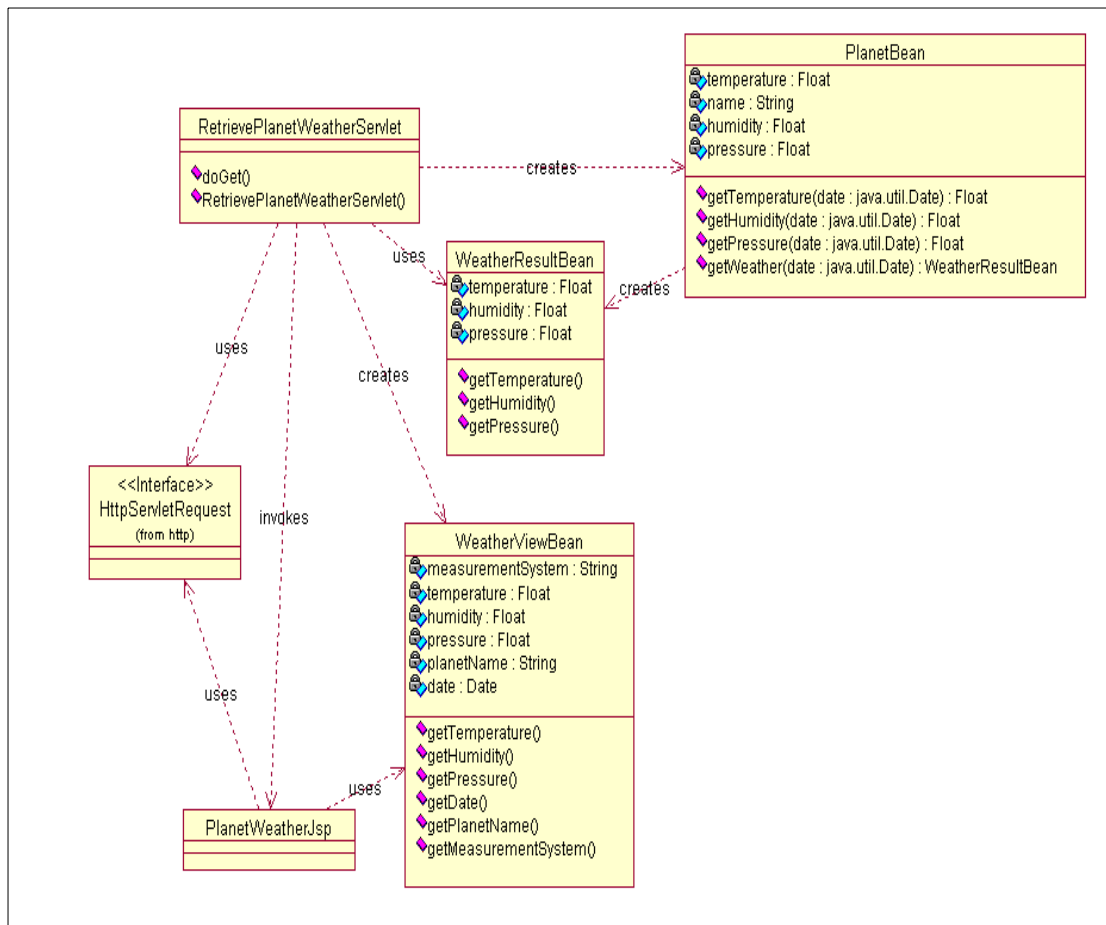 PlanetBean
temperature : Float
name : String
humidity : Float
pressure : Float
getTemperature(date : java.util.Date) : Float
getHumidity(date : java.util.Date) : Float
getPressure(date : java.util.Date) : Float
getWeather(date : java.util.Date) : WeatherResultBean
RetrievePlanetWeatherServlet
doGet()
RetrievePlanetWeatherServlet()
creates
uses
creates
WeatherResultBean
temperature : Float
humidity : Float
pressure : Float
getTemperature()
getHumidity()
getPressure()
uses
creates
<<Interface>>
HttpServletRequest
(from http)
invokes
WeatherViewBean
measurementSystem : String
temperature : Float
humidity : Float
pressure : Float
planetName : String
date : Date
getTemperature()
getHumidity()
getPressure()
getDate()
getPlanetName()
getMeasurementSystem()
uses
uses
PlanetWeatherJsp